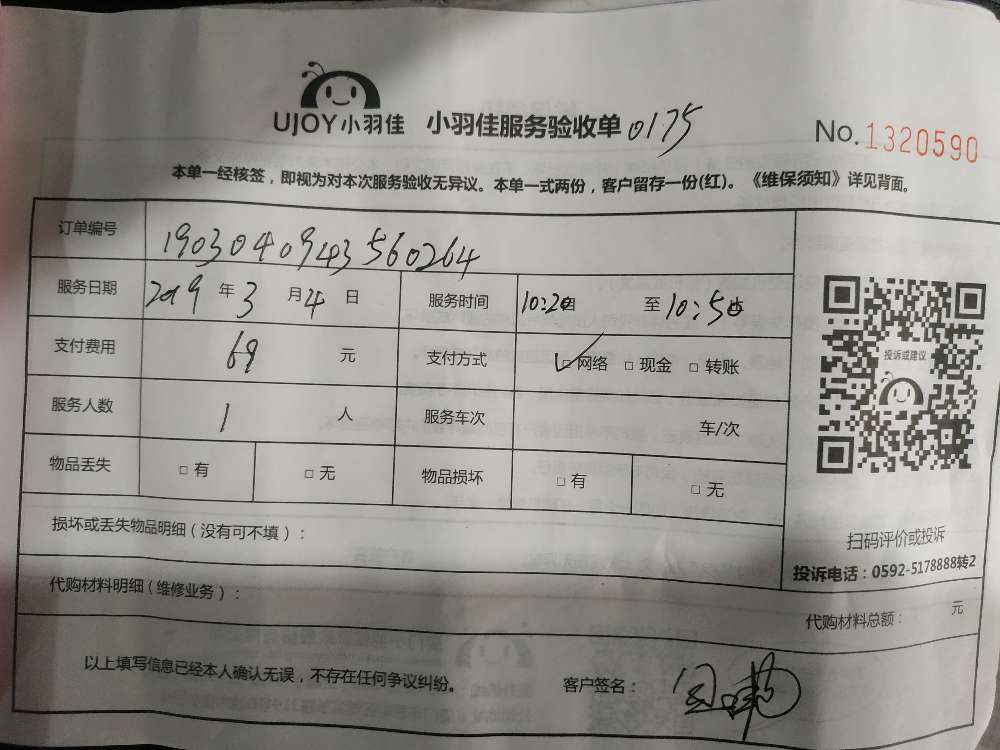 UJOY小羽佳 小羽佳服务验收单 0175
No.1320590
本单一经核签，即视为对本次服务验收无异议。本单一式两份，客户留存一份(红)。《维保须知》详见背面。
订单编号 1903040943560264
服务日期 2019 年 3 月 4 日 服务时间 10:20 至 10:50
支付费用 69 元 支付方式 ☑网络 □现金 □转账
服务人数 1 人 服务车次 车/次
物品丢失 □有 □无 物品损坏 □有 □无
投诉或建议
损坏或丢失物品明细(没有可不填)：
扫码评价或投诉
投诉电话：0592-5178888转2
代购材料明细(维修业务)：
代购材料总额： 元
以上填写信息已经本人确认无误，不存在任何争议纠纷。 客户签名：